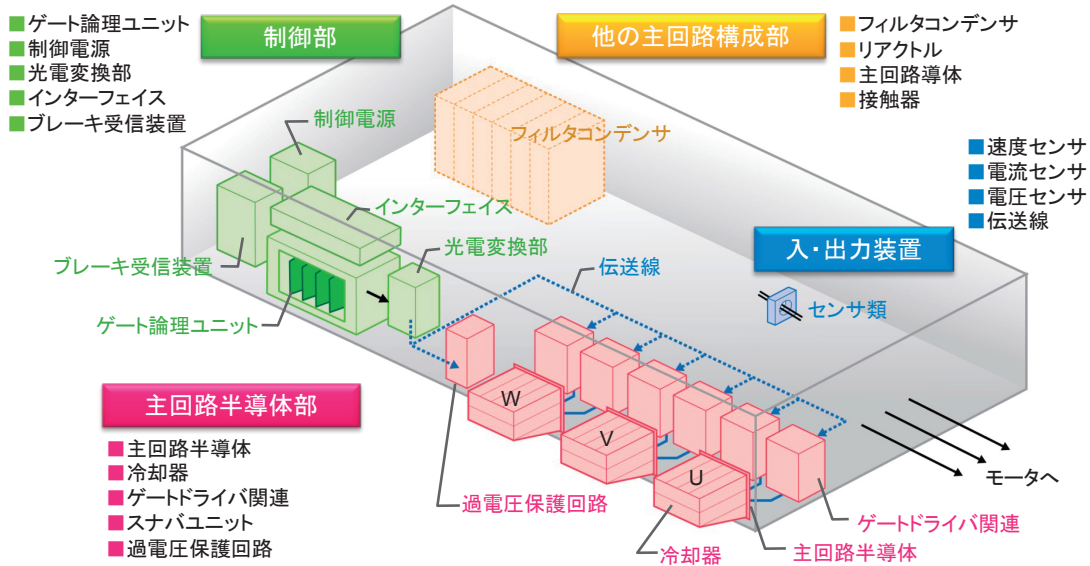 ■ゲート論理ユニット
■制御電源
■光電変換部
■インターフェイス
■ブレーキ受信装置
制御部
他の主回路構成部
■フィルタコンデンサ
■リアクトル
■主回路導体
■接触器
制御電源
フィルタコンデンサ
■速度センサ
■電流センサ
■電圧センサ
■伝送線
インターフェイス
光電変換部
入・出力装置
ブレーキ受信装置
伝送線
センサ類
ゲート論理ユニット
主回路半導体部
W
V
U
■主回路半導体
■冷却器
■ゲートドライバ関連
■スナバユニット
■過電圧保護回路
過電圧保護回路
モータへ
ゲートドライバ関連
冷却器
主回路半導体